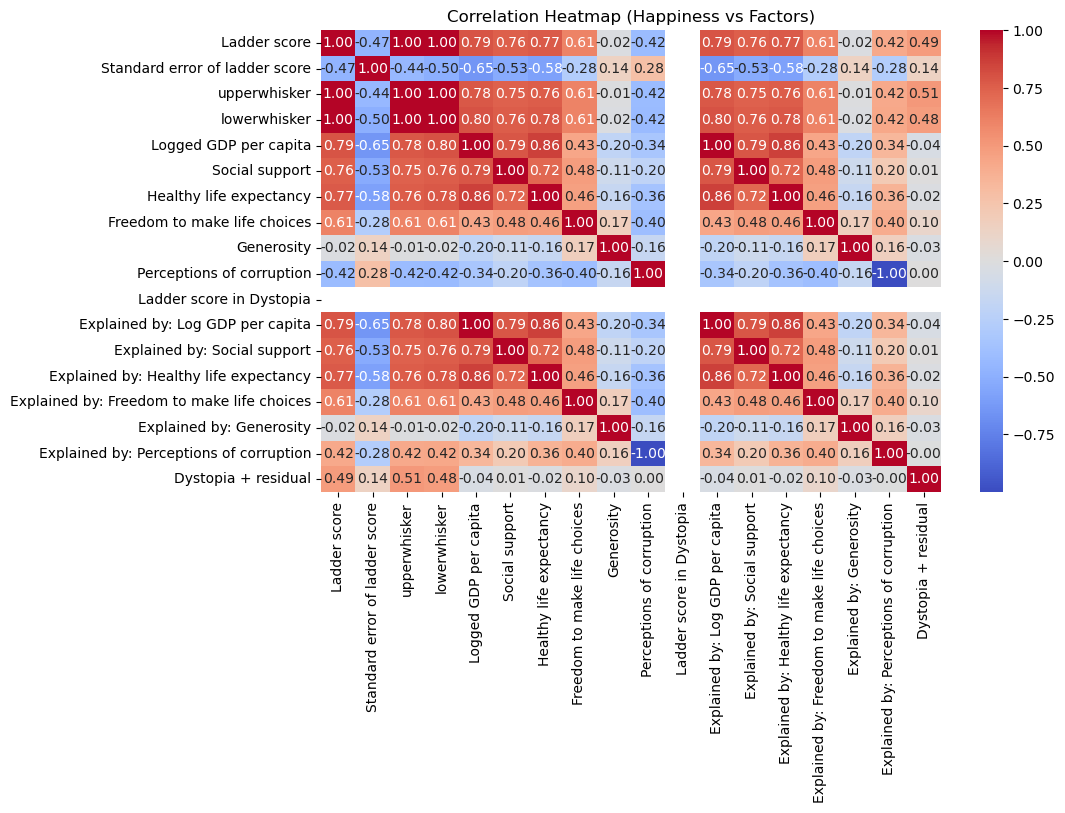 Correlation Heatmap (Happiness vs Factors)
Ladder score 1.00 -0.47 1.00 1.00 0.79 0.76 0.77 0.61 -0.02 -0.42 0.79 0.76 0.77 0.61 -0.02 0.42 0.49
Standard error of ladder score -0.47 1.00 -0.44 -0.50 -0.65 -0.53 -0.58 -0.28 0.14 0.28 -0.65 -0.53 -0.58 -0.28 0.14 -0.28 0.14
upperwhisker 1.00 -0.44 1.00 1.00 0.78 0.75 0.76 0.61 -0.01 -0.42 0.78 0.75 0.76 0.61 -0.01 0.42 0.51
lowerwhisker 1.00 -0.50 1.00 1.00 0.80 0.76 0.78 0.61 -0.02 -0.42 0.80 0.76 0.78 0.61 -0.02 0.42 0.48
Logged GDP per capita 0.79 -0.65 0.78 0.80 1.00 0.79 0.86 0.43 -0.20 -0.34 1.00 0.79 0.86 0.43 -0.20 0.34 -0.04
Social support 0.76 -0.53 0.75 0.76 0.79 1.00 0.72 0.48 -0.11 -0.20 0.79 1.00 0.72 0.48 -0.11 0.20 0.01
Healthy life expectancy 0.77 -0.58 0.76 0.78 0.86 0.72 1.00 0.46 -0.16 -0.36 0.86 0.72 1.00 0.46 -0.16 0.36 -0.02
Freedom to make life choices 0.61 -0.28 0.61 0.61 0.43 0.48 0.46 1.00 0.17 -0.40 0.43 0.48 0.46 1.00 0.17 0.40 0.10
Generosity -0.02 0.14 -0.01 -0.02 -0.20 -0.11 -0.16 0.17 1.00 -0.16 -0.20 -0.11 -0.16 0.17 1.00 0.16 -0.03
Perceptions of corruption -0.42 0.28 -0.42 -0.42 -0.34 -0.20 -0.36 -0.40 -0.16 1.00 -0.34 -0.20 -0.36 -0.40 -0.16 -1.00 0.00
Ladder score in Dystopia
Explained by: Log GDP per capita 0.79 -0.65 0.78 0.80 1.00 0.79 0.86 0.43 -0.20 -0.34 1.00 0.79 0.86 0.43 -0.20 0.34 -0.04
Explained by: Social support 0.76 -0.53 0.75 0.76 0.79 1.00 0.72 0.48 -0.11 -0.20 0.79 1.00 0.72 0.48 -0.11 0.20 0.01
Explained by: Healthy life expectancy 0.77 -0.58 0.76 0.78 0.86 0.72 1.00 0.46 -0.16 -0.36 0.86 0.72 1.00 0.46 -0.16 0.36 -0.02
Explained by: Freedom to make life choices 0.61 -0.28 0.61 0.61 0.43 0.48 0.46 1.00 0.17 -0.40 0.43 0.48 0.46 1.00 0.17 0.40 0.10
Explained by: Generosity -0.02 0.14 -0.01 -0.02 -0.20 -0.11 -0.16 0.17 1.00 -0.16 -0.20 -0.11 -0.16 0.17 1.00 0.16 -0.03
Explained by: Perceptions of corruption 0.42 -0.28 0.42 0.42 0.34 0.20 0.36 0.40 0.16 -1.00 0.34 0.20 0.36 0.40 0.16 1.00 -0.00
Dystopia + residual 0.49 0.14 0.51 0.48 -0.04 0.01 -0.02 0.10 -0.03 0.00 -0.04 0.01 -0.02 0.10 -0.03 -0.00 1.00
Ladder score
Standard error of ladder score
upperwhisker
lowerwhisker
Logged GDP per capita
Social support
Healthy life expectancy
Freedom to make life choices
Generosity
Perceptions of corruption
Ladder score in Dystopia
Explained by: Log GDP per capita
Explained by: Social support
Explained by: Healthy life expectancy
Explained by: Freedom to make life choices
Explained by: Generosity
Explained by: Perceptions of corruption
Dystopia + residual
1.00
0.75
0.50
0.25
0.00
-0.25
-0.50
-0.75